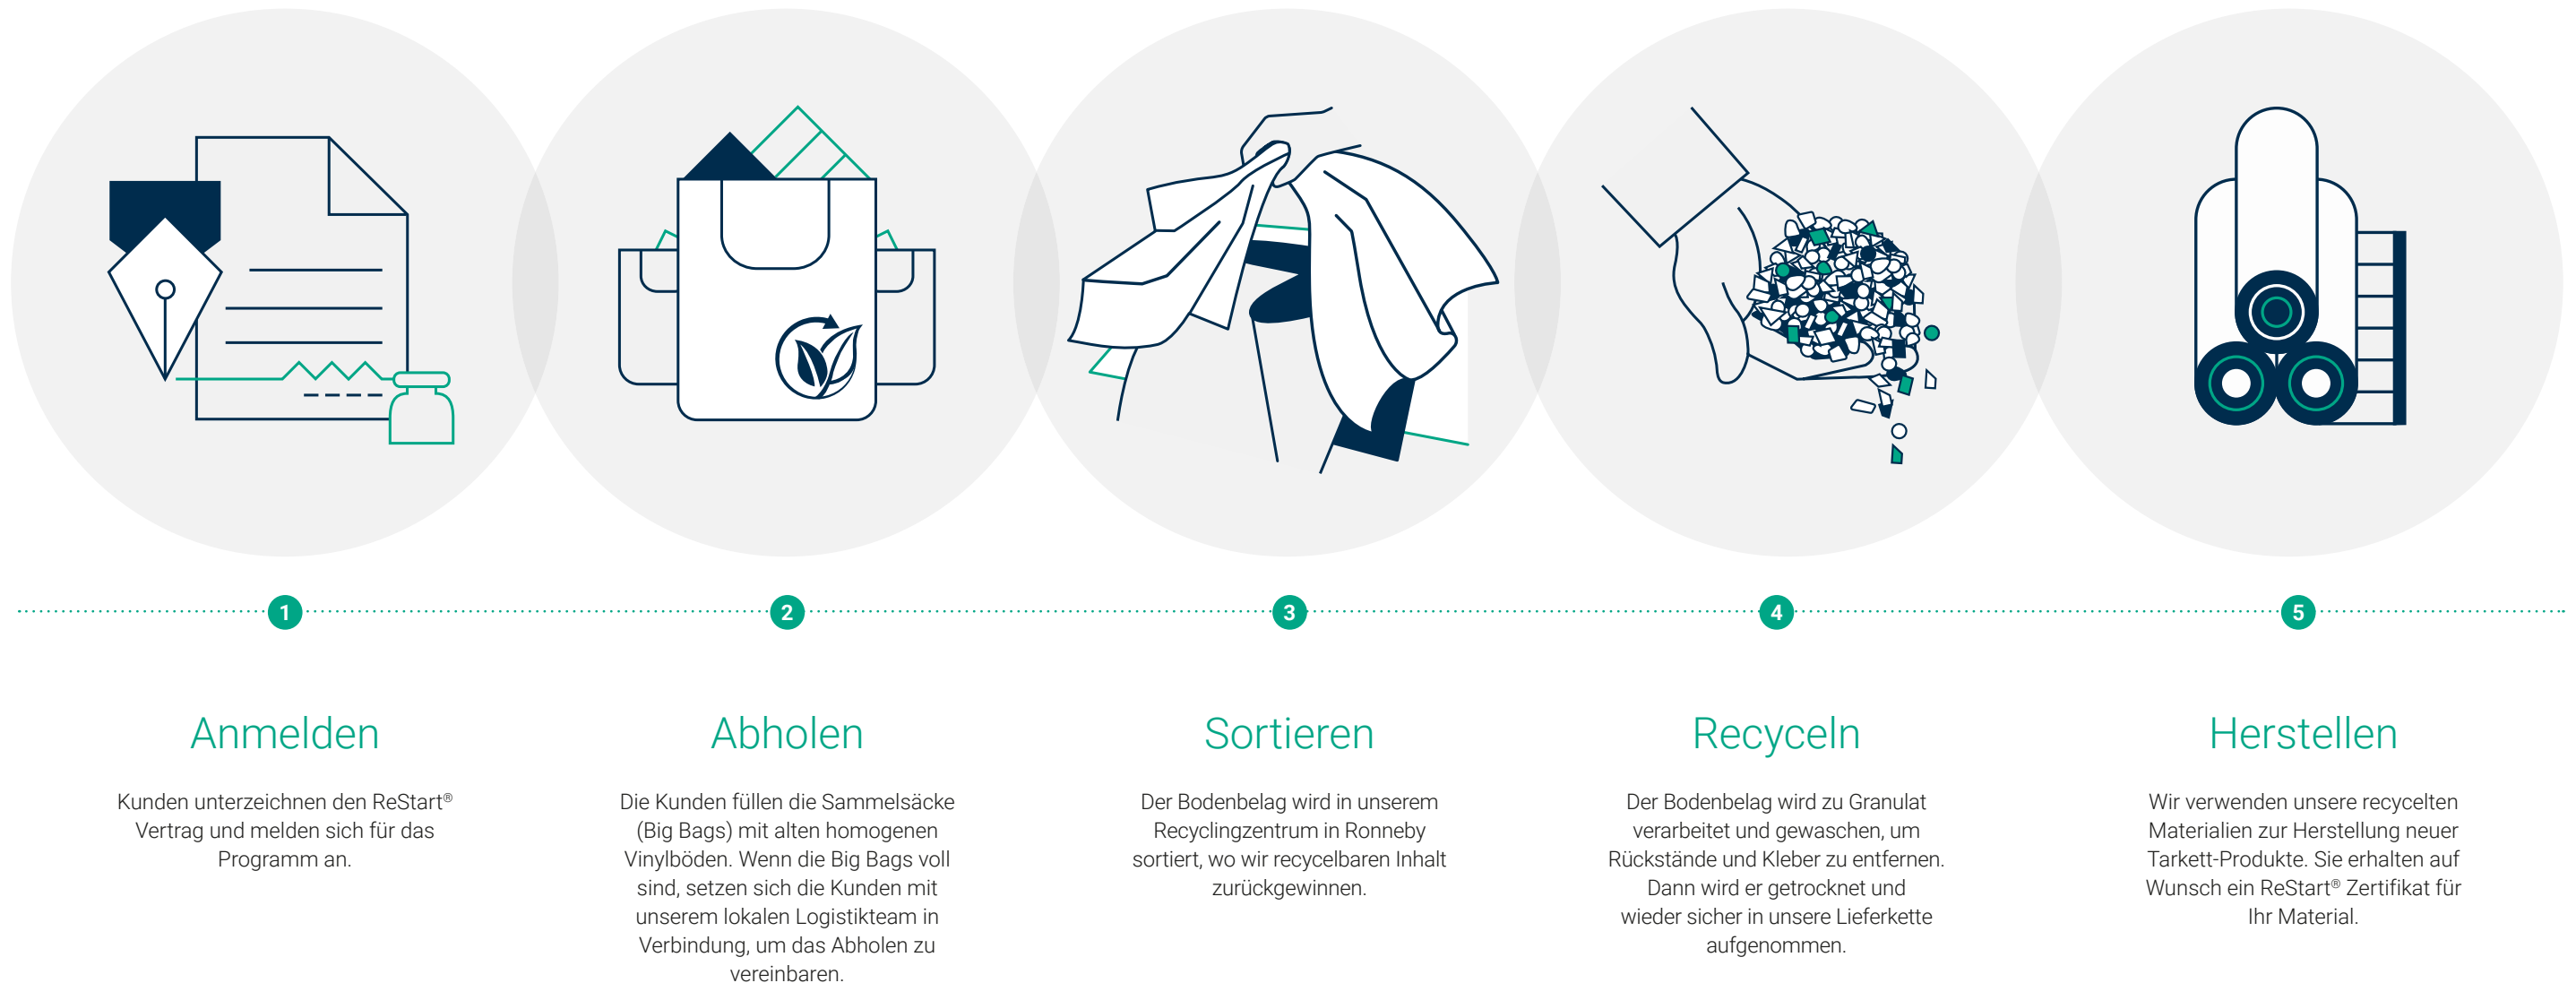 1
2
3
4
5
Anmelden
Kunden unterzeichnen den ReStart®
Vertrag und melden sich für das
Programm an.
Abholen
Die Kunden füllen die Sammelsäcke
(Big Bags) mit alten homogenen
Vinylböden. Wenn die Big Bags voll
sind, setzen sich die Kunden mit
unserem lokalen Logistikteam in
Verbindung, um das Abholen zu
vereinbaren.
Sortieren
Der Bodenbelag wird in unserem
Recyclingzentrum in Ronneby
sortiert, wo wir recycelbaren Inhalt
zurückgewinnen.
Recyceln
Der Bodenbelag wird zu Granulat
verarbeitet und gewaschen, um
Rückstände und Kleber zu entfernen.
Dann wird er getrocknet und
wieder sicher in unsere Lieferkette
aufgenommen.
Herstellen
Wir verwenden unsere recycelten
Materialien zur Herstellung neuer
Tarkett-Produkte. Sie erhalten auf
Wunsch ein ReStart® Zertifikat für
Ihr Material.